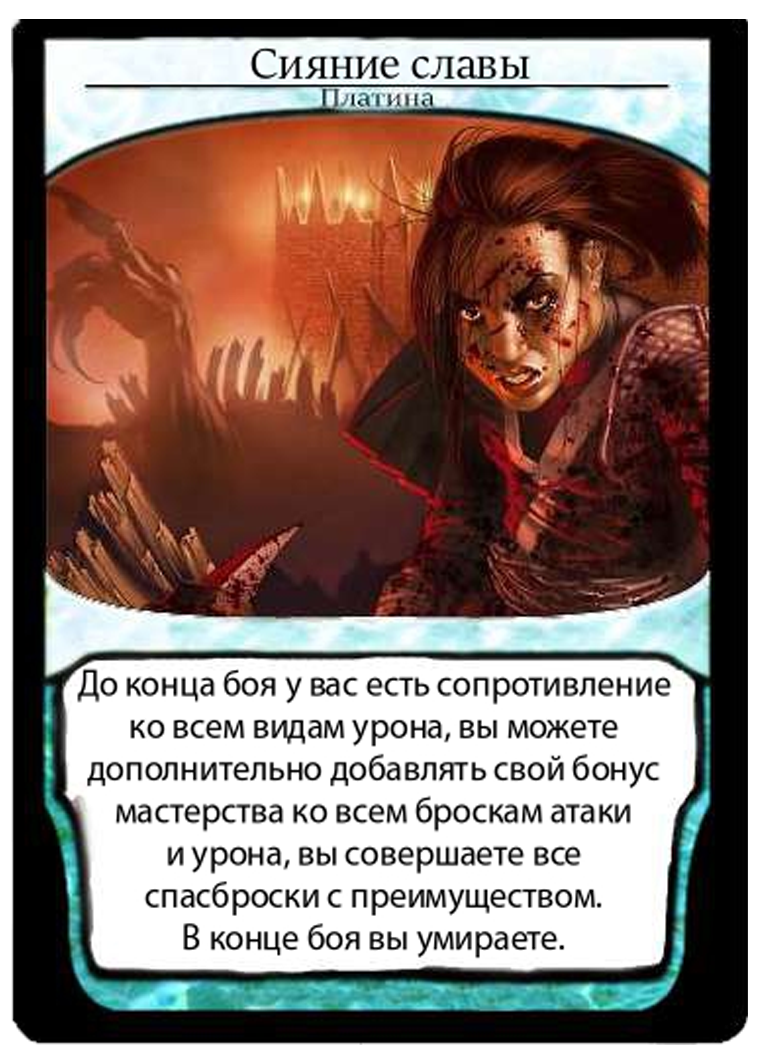 Сияние славы
Платина
До конца боя у вас есть сопротивление
ко всем видам урона, вы можете
дополнительно добавлять свой бонус
мастерства ко всем броскам атаки
и урона, вы совершаете все
спасброски с преимуществом.
В конце боя вы умираете.